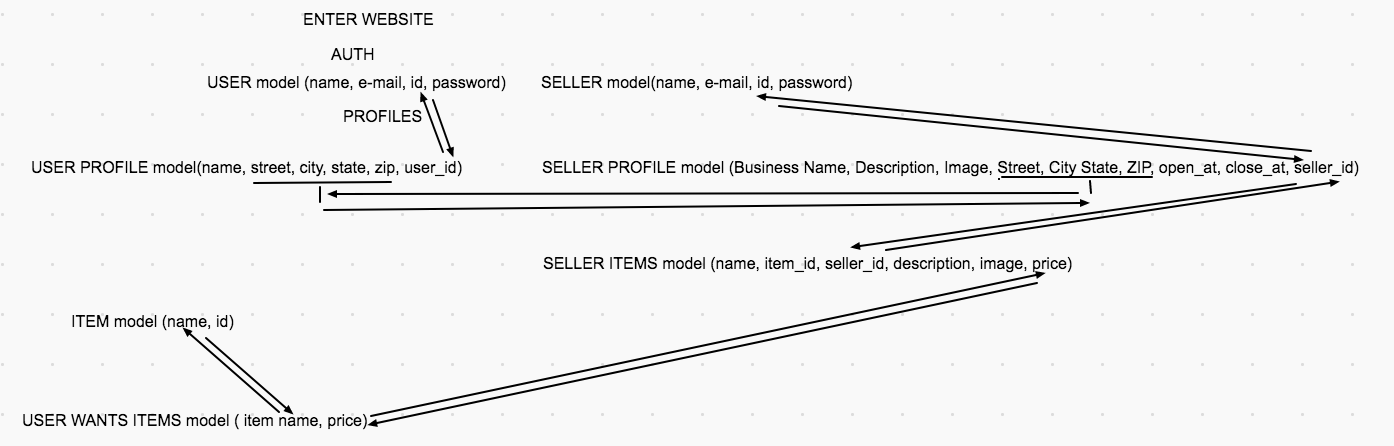 ENTER WEBSITE
AUTH
USER model (name, e-mail, id, password)
SELLER model(name, e-mail, id, password)
PROFILES
USER PROFILE model(name, street, city, state, zip, user_id)
SELLER PROFILE model (Business Name, Description, Image, Street, City State, ZIP, open_at, close_at, seller_id)
SELLER ITEMS model (name, item_id, seller_id, description, image, price)
ITEM model (name, id)
USER WANTS ITEMS model ( item name, price)